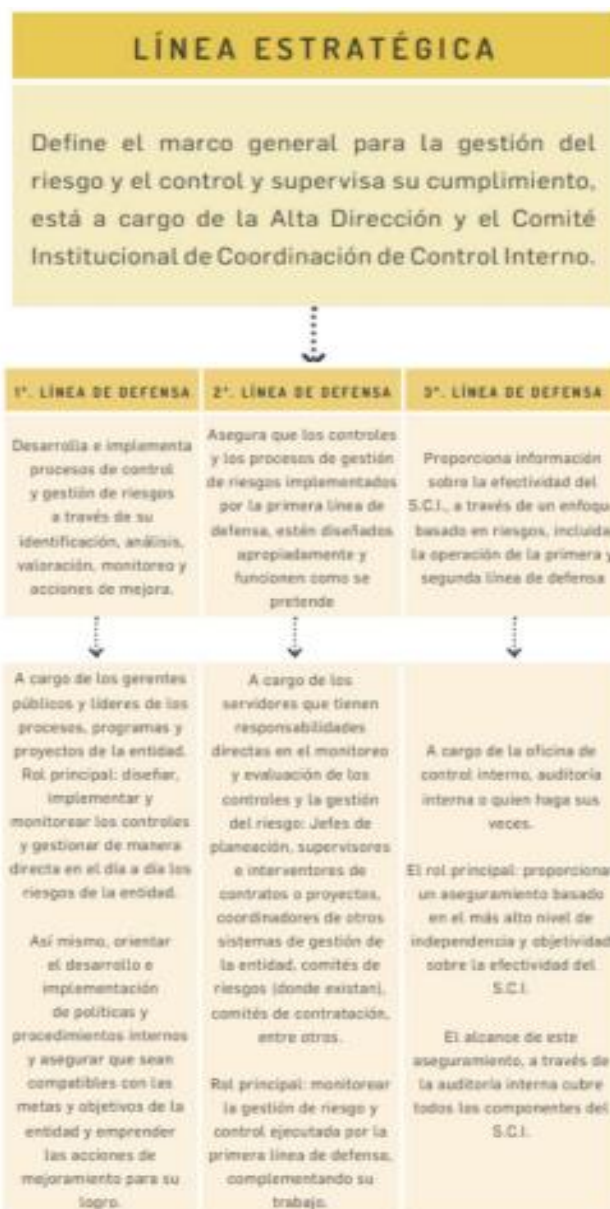 LÍNEA ESTRATÉGICA
Define el marco general para la gestión del
riesgo y el control y supervisa su cumplimiento,
está a cargo de la Alta Dirección y el Comité
Institucional de Coordinación de Control Interno.
1ª. LÍNEA DE DEFENSA
Desarrolla e implementa
procesos de control
y gestión de riesgos
a través de su
identificación, análisis,
valoración, monitoreo y
acciones de mejora.
A cargo de los gerentes
públicos y líderes de los
procesos, programas y
proyectos de la entidad.
Rol principal: diseñar,
implementar y
monitorear los controles
y gestionar de manera
directa en el día a día los
riesgos de la entidad.
Así mismo, orientar
el desarrollo e
implementación
de políticas y
procedimientos internos
y asegurar que sean
compatibles con las
metas y objetivos de la
entidad y emprender
las acciones de
mejoramiento para su
logro.
2ª. LÍNEA DE DEFENSA
Asegura que los controles
y los procesos de gestión
de riesgos implementados
por la primera línea de
defensa, estén diseñados
apropiadamente y
funcionen como se
pretende
A cargo de los
servidores que tienen
responsabilidades
directas en el monitoreo
y evaluación de los
controles y la gestión
del riesgo: Jefes de
planeación, supervisores
e interventores de
contratos o proyectos,
coordinadores de otros
sistemas de gestión de
la entidad, comités de
riesgos (donde existan),
comités de contratación,
entre otros.
Rol principal: monitorear
la gestión de riesgo y
control ejecutada por la
primera línea de defensa,
complementando su
trabajo.
3ª. LÍNEA DE DEFENSA
Proporciona información
sobre la efectividad del
S.C.I., a través de un enfoque
basado en riesgos, incluida
la operación de la primera y
segunda línea de defensa
A cargo de la oficina de
control interno, auditoría
interna o quien haga sus
veces.
El rol principal: proporcionar
un aseguramiento basado
en el más alto nivel de
independencia y objetividad
sobre la efectividad del
S.C.I.
El alcance de este
aseguramiento, a través de
la auditoría interna cubre
todos los componentes del
S.C.I.